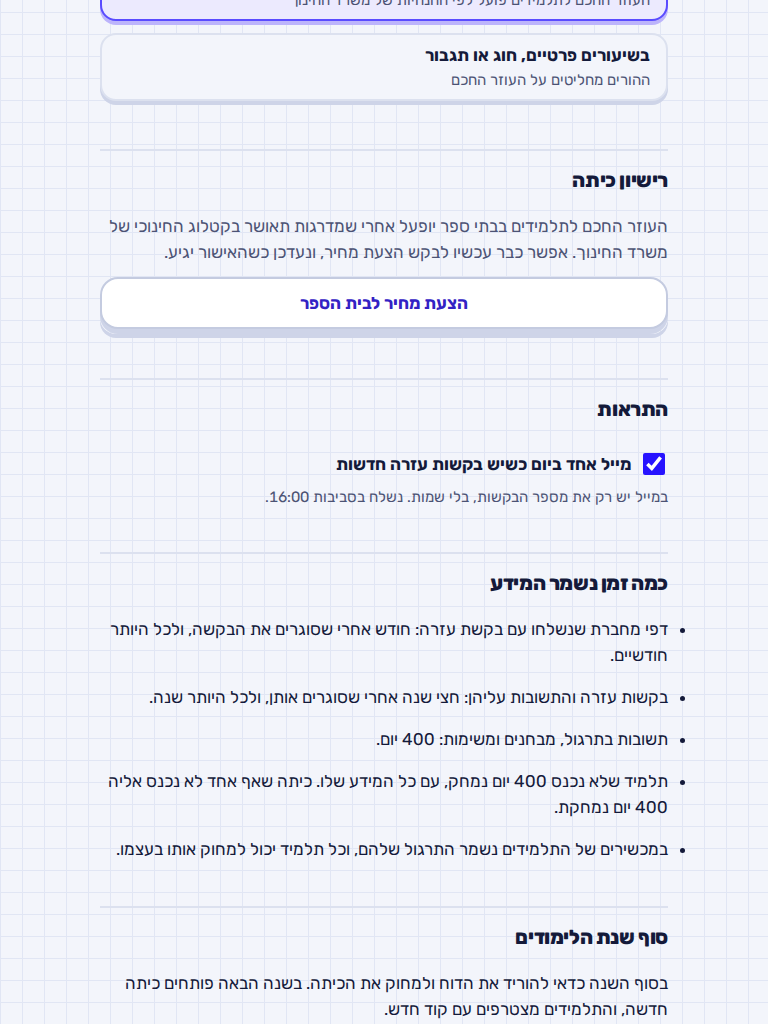 העוזר החכם לתלמידים פועל לפי ההנחיות של משרד החינוך
בשיעורים פרטיים, חוג או תגבור
ההורים מחליטים על העוזר החכם
רישיון כיתה
העוזר החכם לתלמידים בבתי ספר יופעל אחרי שמדרגות תאושר בקטלוג החינוכי של
משרד החינוך. אפשר כבר עכשיו לבקש הצעת מחיר, ונעדכן כשהאישור יגיע.
הצעת מחיר לבית הספר
התראות
מייל אחד ביום כשיש בקשות עזרה חדשות
במייל יש רק את מספר הבקשות, בלי שמות. נשלח בסביבות 16:00.
כמה זמן נשמר המידע
• דפי מחברת שנשלחו עם בקשת עזרה: חודש אחרי שסוגרים את הבקשה, ולכל היותר
חודשיים.
• בקשות עזרה והתשובות עליהן: חצי שנה אחרי שסוגרים אותן, ולכל היותר שנה.
• תשובות בתרגול, מבחנים ומשימות: 400 יום.
• תלמיד שלא נכנס 400 יום נמחק, עם כל המידע שלו. כיתה שאף אחד לא נכנס אליה
400 יום נמחקת.
• במכשירים של התלמידים נשמר התרגול שלהם, וכל תלמיד יכול למחוק אותו בעצמו.
סוף שנת הלימודים
בסוף השנה כדאי להוריד את הדוח ולמחוק את הכיתה. בשנה הבאה פותחים כיתה
חדשה, והתלמידים מצטרפים עם קוד חדש.